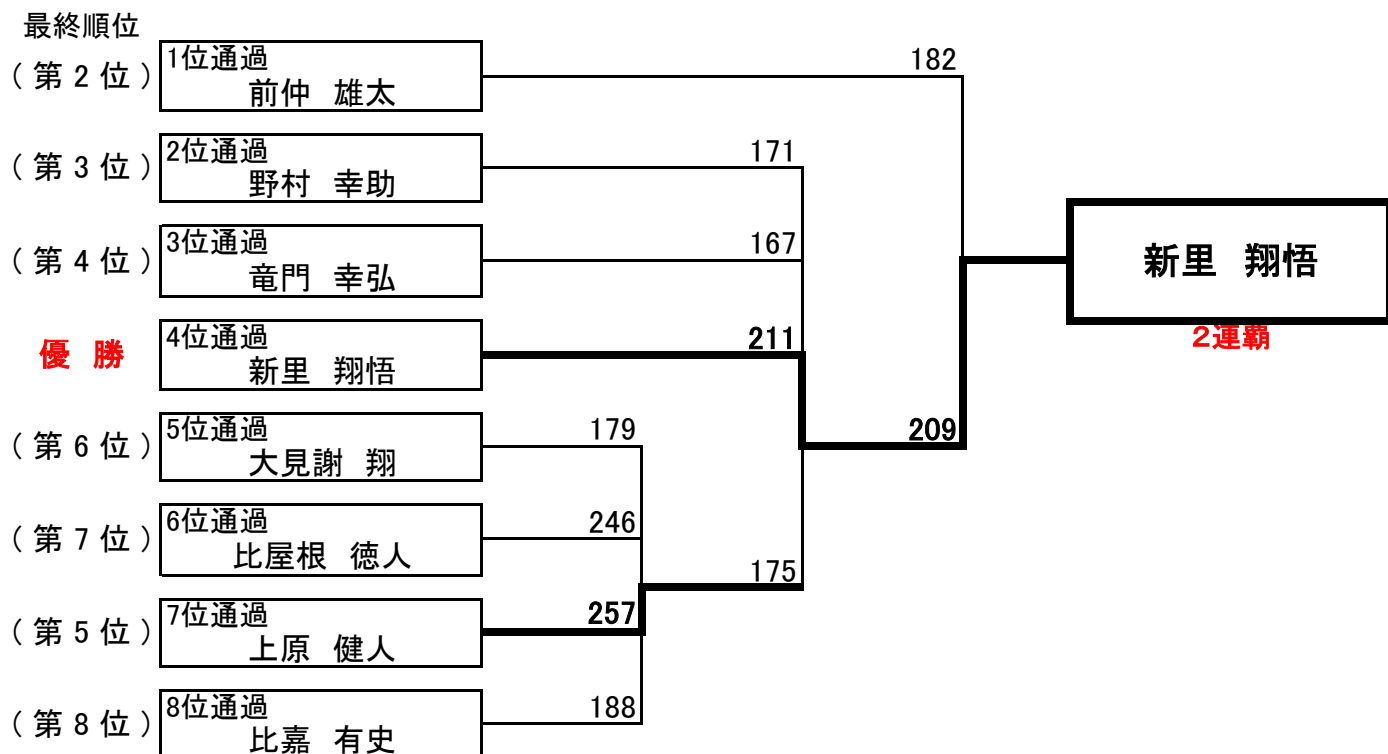 最終順位
(第2位)
1位通過
前仲 雄太
182
(第3位)
2位通過
野村 幸助
171
(第4位)
3位通過
竜門 幸弘
167
新里 翔悟
2連覇
優 勝
4位通過
新里 翔悟
211
209
(第6位)
5位通過
大見謝 翔
179
(第7位)
6位通過
比屋根 徳人
246
175
(第5位)
7位通過
上原 健人
257
(第8位)
8位通過
比嘉 有史
188